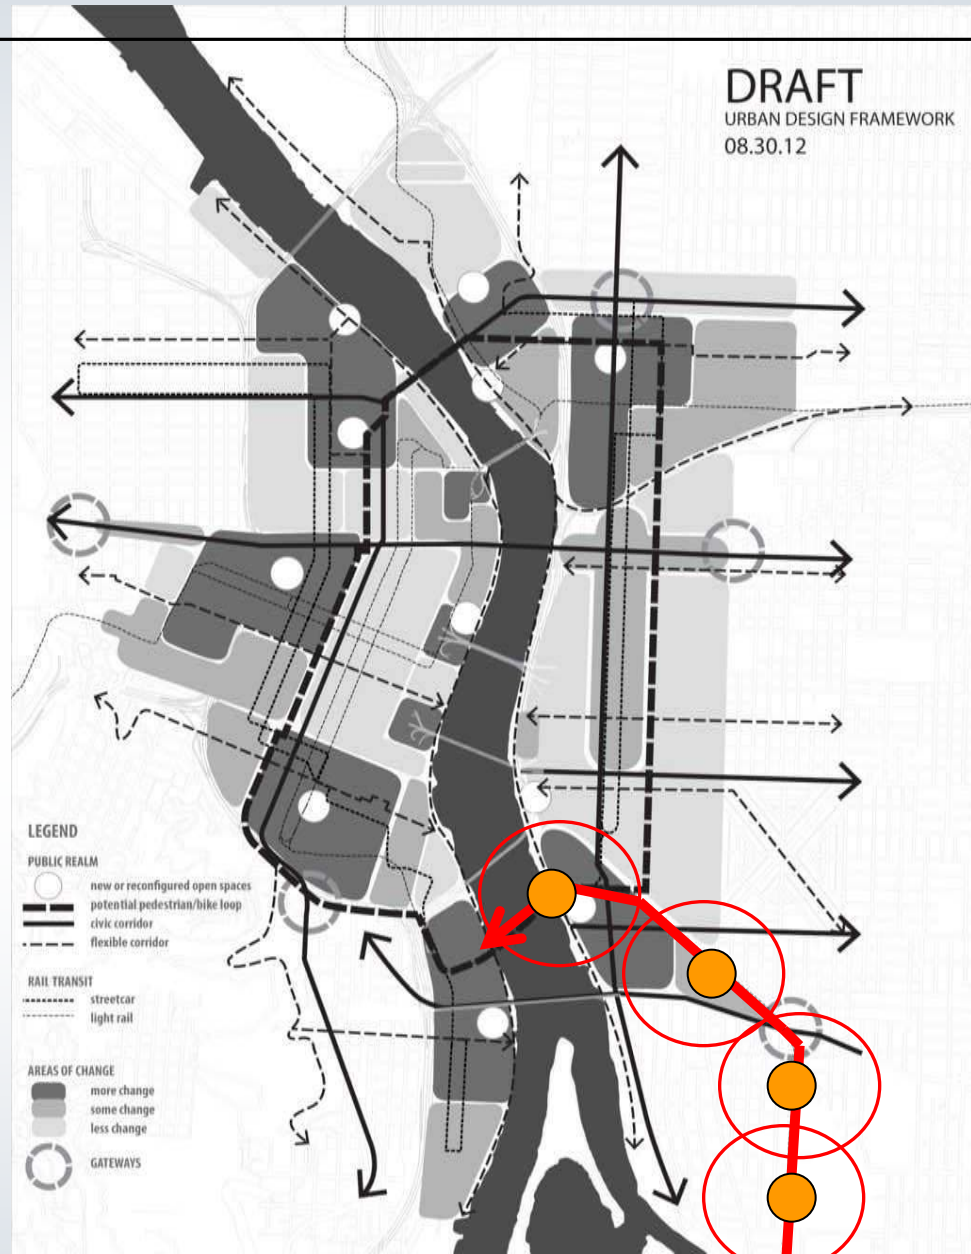 DRAFT
URBAN DESIGN FRAMEWORK
08.30.12
LEGEND
PUBLIC REALM
new or reconfigured open spaces
potential pedestrian/bike loop
civic corridor
flexible corridor
RAIL TRANSIT
streetcar
light rail
AREAS OF CHANGE
more change
some change
less change
GATEWAYS